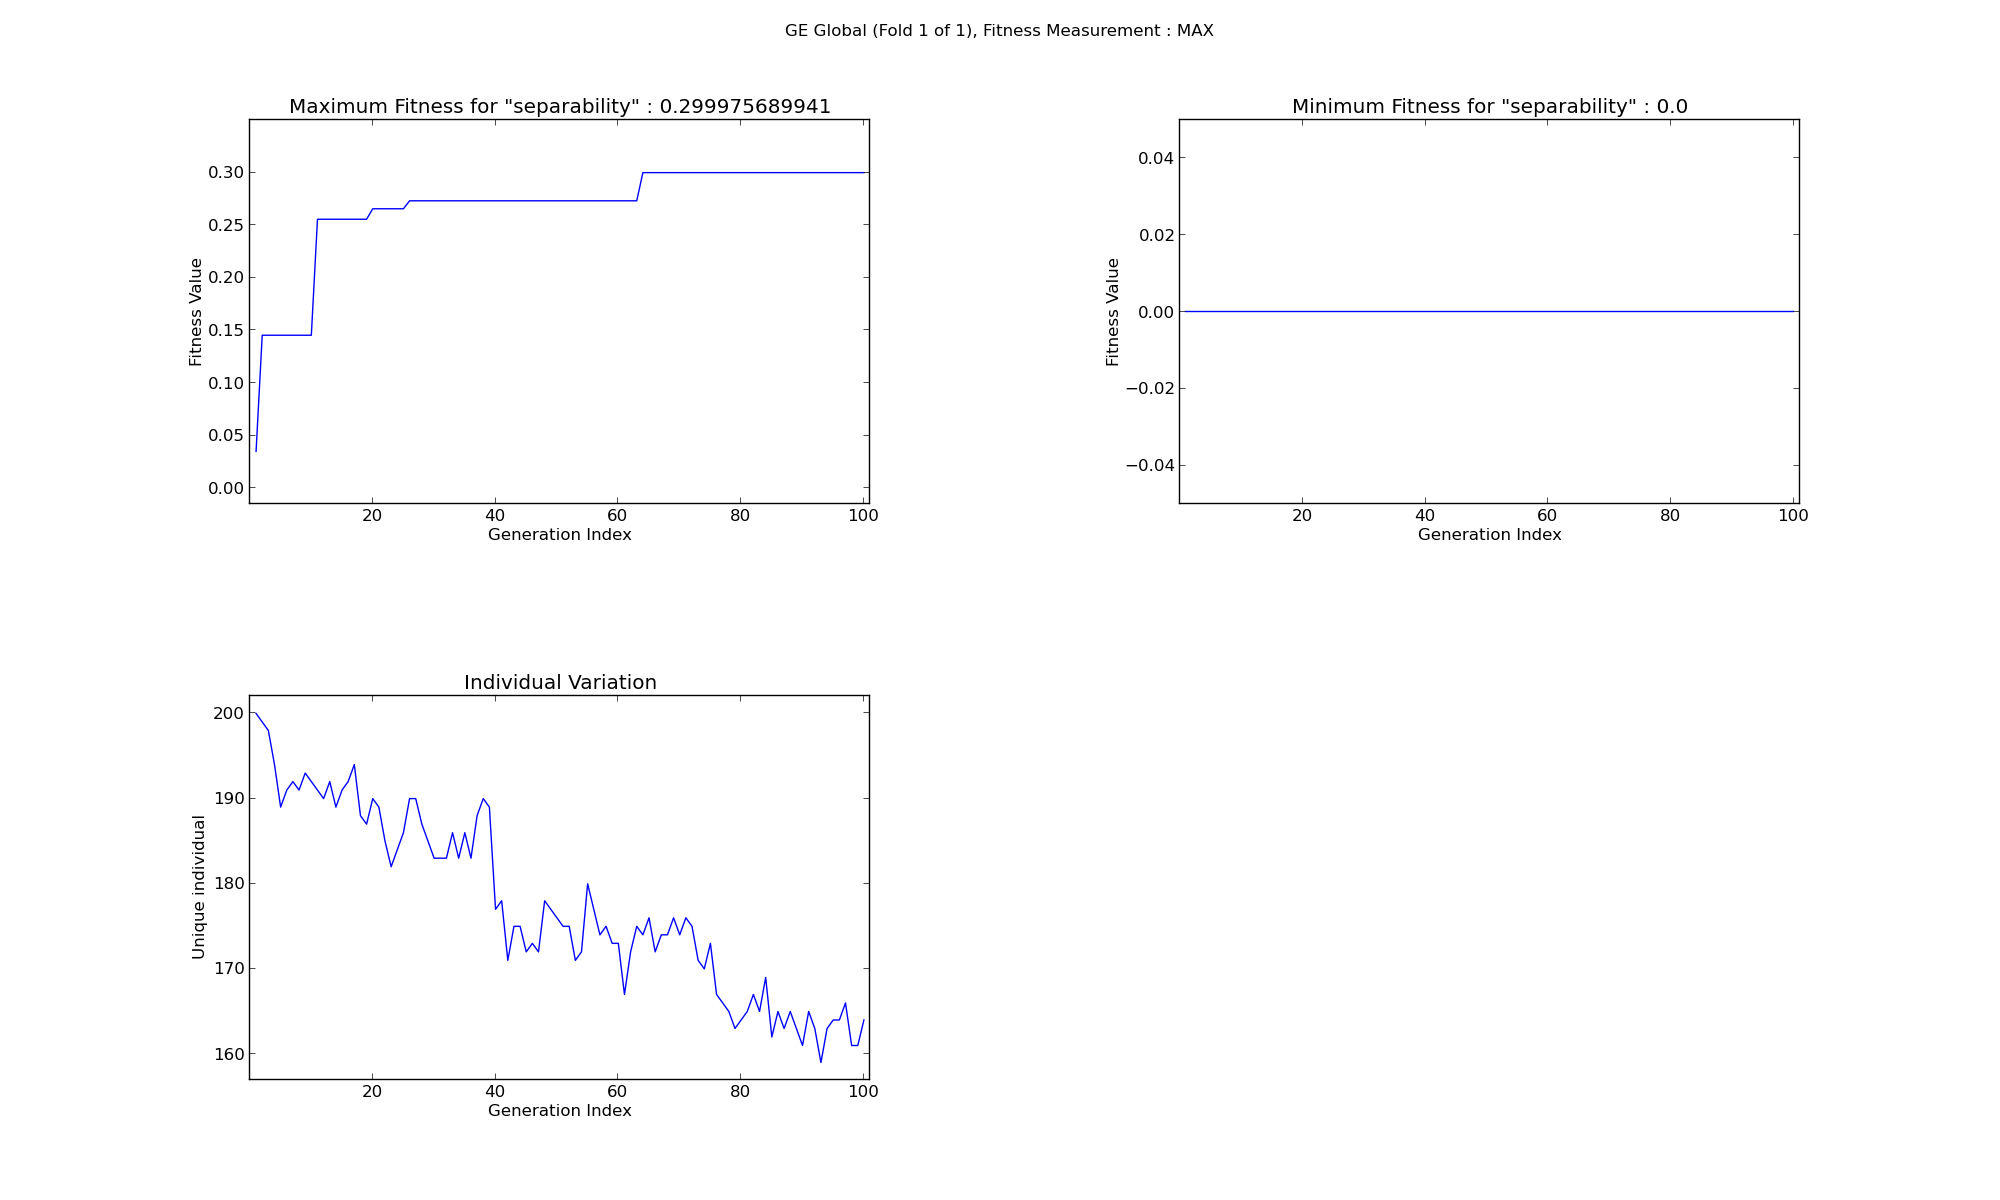 GE Global (Fold 1 of 1), Fitness Measurement : MAX
Maximum Fitness for "separability" : 0.299975689941
0.30
0.25
0.20
0.15
0.10
0.05
0.00
Fitness Value
20 40 60 80 100
Generation Index
Minimum Fitness for "separability" : 0.0
0.04
0.02
0.00
−0.02
−0.04
Fitness Value
20 40 60 80 100
Generation Index
Individual Variation
200
190
180
170
160
Unique individual
20 40 60 80 100
Generation Index